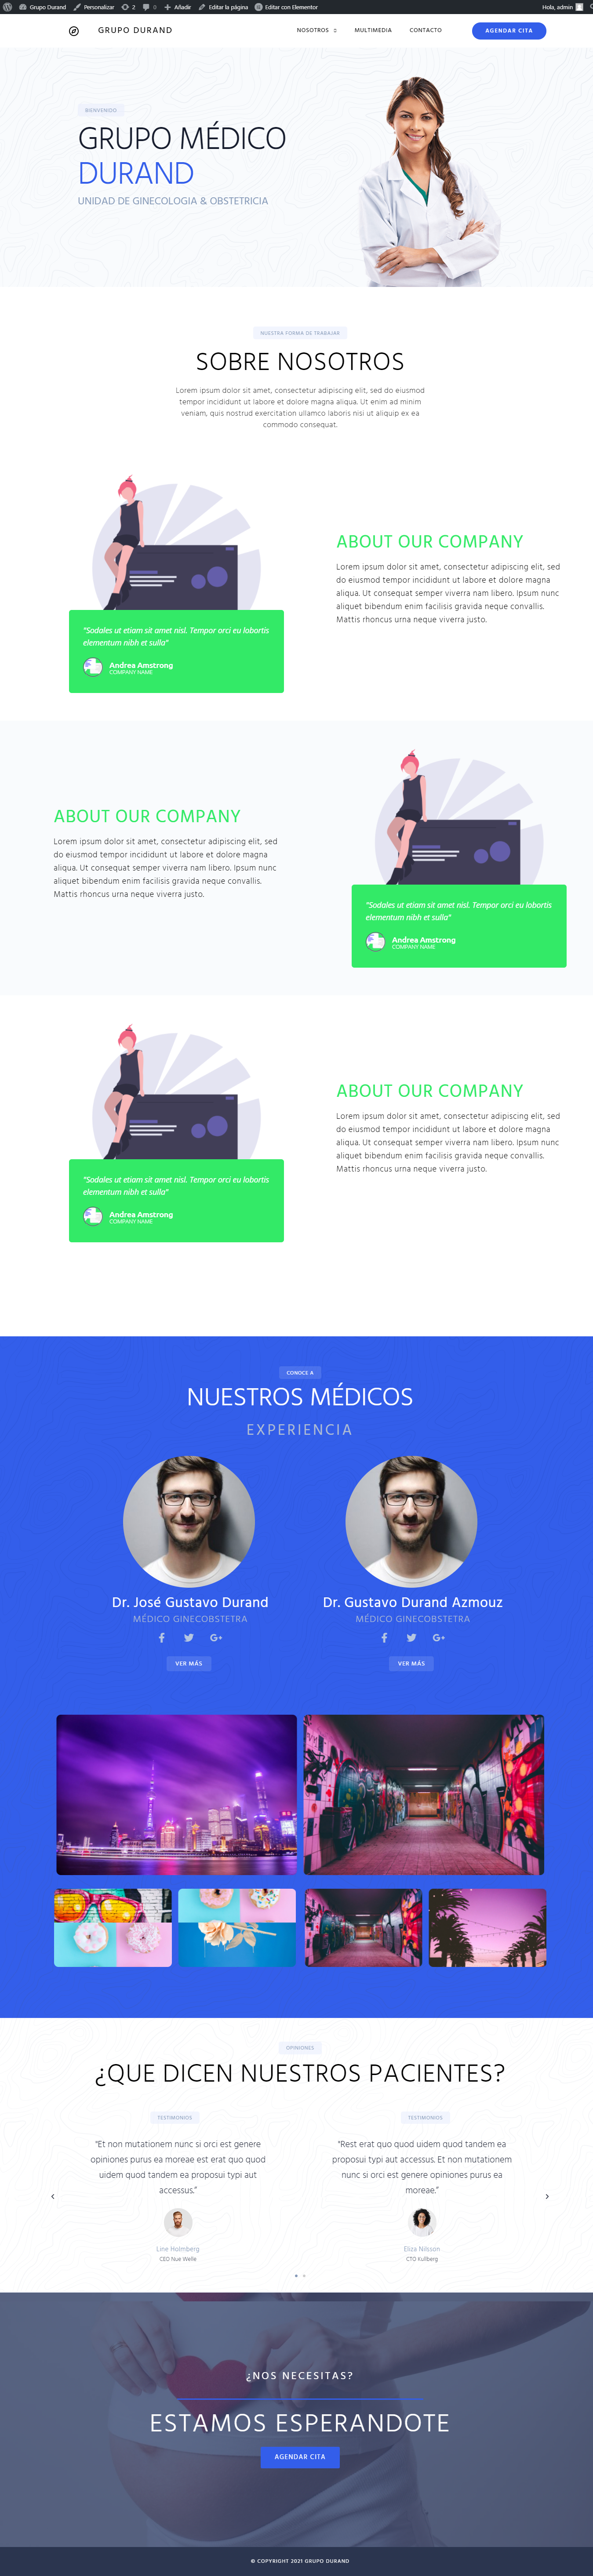 Grupo Durand Personalizar 2 0 Añadir Editar la página Editar con Elementor Hola, admin
GRUPO DURAND
NOSOTROS MULTIMEDIA CONTACTO AGENDAR CITA
BIENVENIDO
GRUPO MÉDICO
DURAND
UNIDAD DE GINECOLOGIA & OBSTETRICIA
NUESTRA FORMA DE TRABAJAR
SOBRE NOSOTROS
Lorem ipsum dolor sit amet, consectetur adipiscing elit, sed do eiusmod
tempor incididunt ut labore et dolore magna aliqua. Ut enim ad minim
veniam, quis nostrud exercitation ullamco laboris nisi ut aliquip ex ea
commodo consequat.
"Sodales ut etiam sit amet nisl. Tempor orci eu lobortis
elementum nibh et sulla"
Andrea Amstrong
COMPANY NAME
ABOUT OUR COMPANY
Lorem ipsum dolor sit amet, consectetur adipiscing elit, sed
do eiusmod tempor incididunt ut labore et dolore magna
aliqua. Ut consequat semper viverra nam libero. Ipsum nunc
aliquet bibendum enim facilisis gravida neque convallis.
Mattis rhoncus urna neque viverra justo.
ABOUT OUR COMPANY
Lorem ipsum dolor sit amet, consectetur adipiscing elit, sed
do eiusmod tempor incididunt ut labore et dolore magna
aliqua. Ut consequat semper viverra nam libero. Ipsum nunc
aliquet bibendum enim facilisis gravida neque convallis.
Mattis rhoncus urna neque viverra justo.
"Sodales ut etiam sit amet nisl. Tempor orci eu lobortis
elementum nibh et sulla"
Andrea Amstrong
COMPANY NAME
"Sodales ut etiam sit amet nisl. Tempor orci eu lobortis
elementum nibh et sulla"
Andrea Amstrong
COMPANY NAME
ABOUT OUR COMPANY
Lorem ipsum dolor sit amet, consectetur adipiscing elit, sed
do eiusmod tempor incididunt ut labore et dolore magna
aliqua. Ut consequat semper viverra nam libero. Ipsum nunc
aliquet bibendum enim facilisis gravida neque convallis.
Mattis rhoncus urna neque viverra justo.
CONOCE A
NUESTROS MÉDICOS
EXPERIENCIA
Dr. José Gustavo Durand
MÉDICO GINECOBSTETRA
VER MÁS
Dr. Gustavo Durand Azmouz
MÉDICO GINECOBSTETRA
VER MÁS
OPINIONES
¿QUE DICEN NUESTROS PACIENTES?
TESTIMONIOS
"Et non mutationem nunc si orci est genere
opiniones purus ea moreae est erat quo quod
uidem quod tandem ea proposui typi aut
accessus."
Line Holmberg
CEO Nue Welle
TESTIMONIOS
"Rest erat quo quod uidem quod tandem ea
proposui typi aut accessus. Et non mutationem
nunc si orci est genere opiniones purus ea
moreae."
Eliza Nilsson
CTO Kullberg
¿NOS NECESITAS?
ESTAMOS ESPERANDOTE
AGENDAR CITA
© COPYRIGHT 2021 GRUPO DURAND